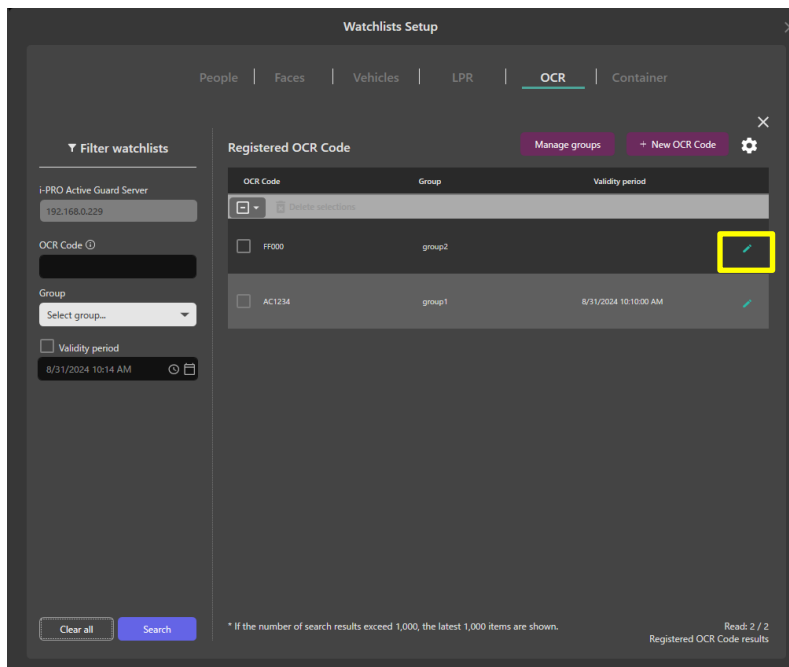 Watchlists Setup
People | Faces | Vehicles | LPR | OCR | Container
Filter watchlists
i-PRO Active Guard Server
192.168.0.229
OCR Code
Group
Select group...
Validity period
8/31/2024 10:14 AM
Clear all Search
Registered OCR Code
Manage groups + New OCR Code
OCR Code Group Validity period
Delete selections
FF000 group2
AC1234 group1 8/31/2024 10:10:00 AM
* If the number of search results exceed 1,000, the latest 1,000 items are shown.
Read: 2 / 2
Registered OCR Code results